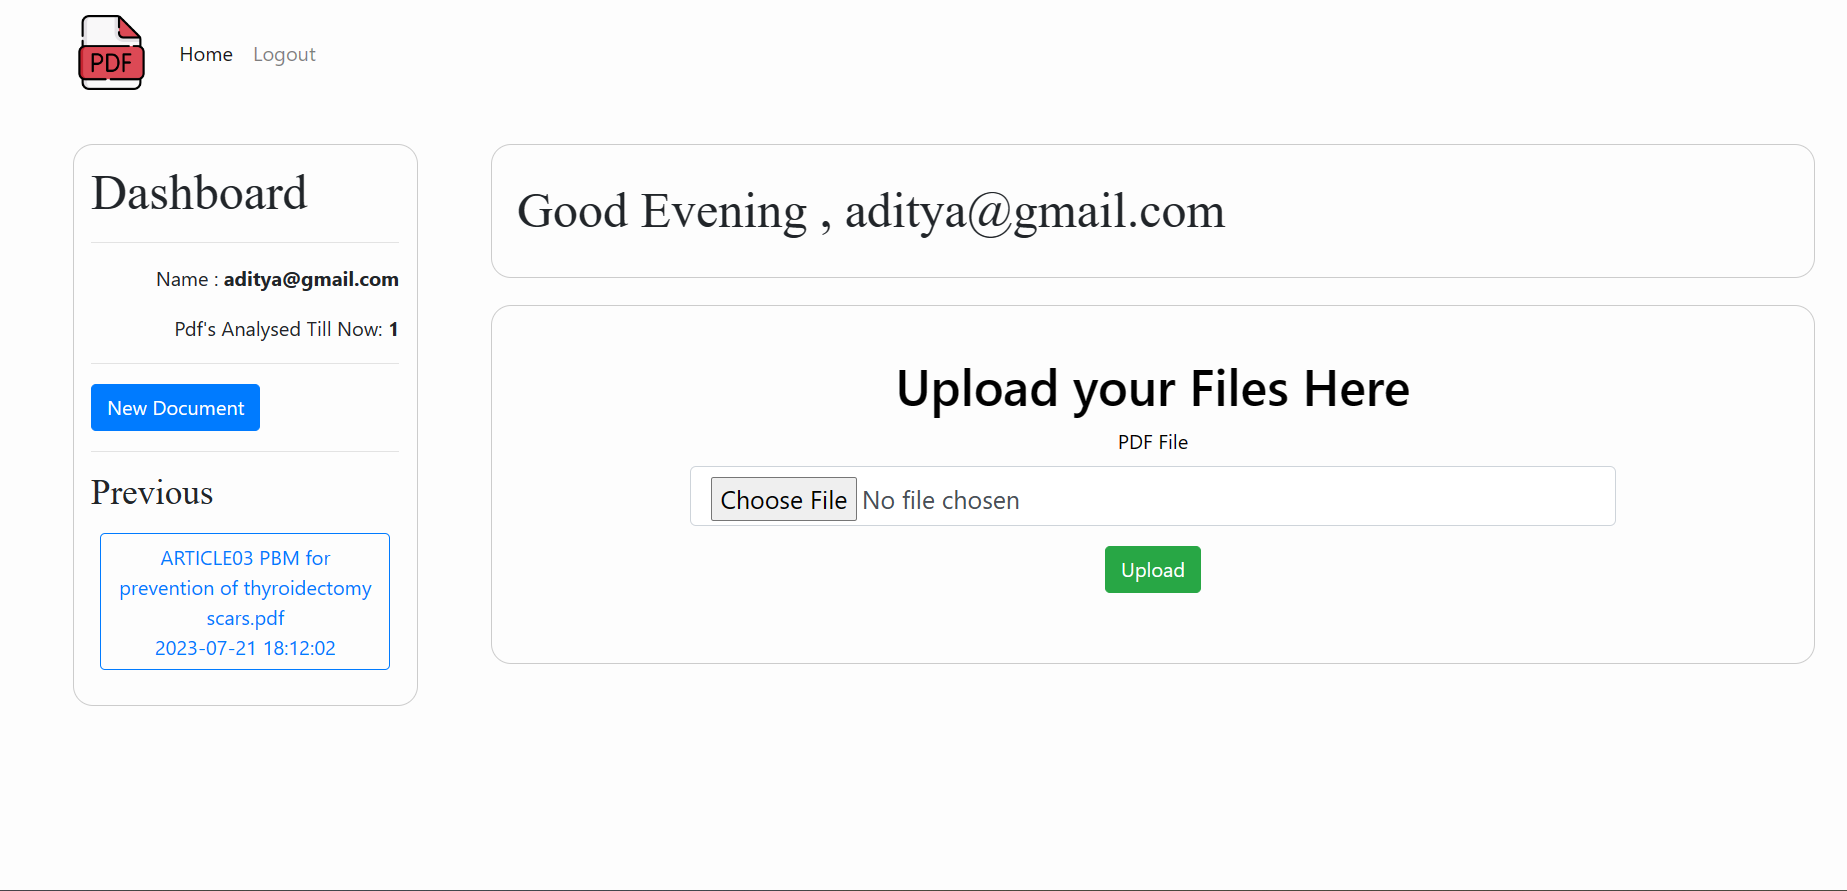 PDF
Home Logout
Dashboard
Name : aditya@gmail.com
Pdf's Analysed Till Now: 1
New Document
Previous
ARTICLE03 PBM for
prevention of thyroidectomy
scars.pdf
2023-07-21 18:12:02
Good Evening , aditya@gmail.com
Upload your Files Here
PDF File
Choose File No file chosen
Upload